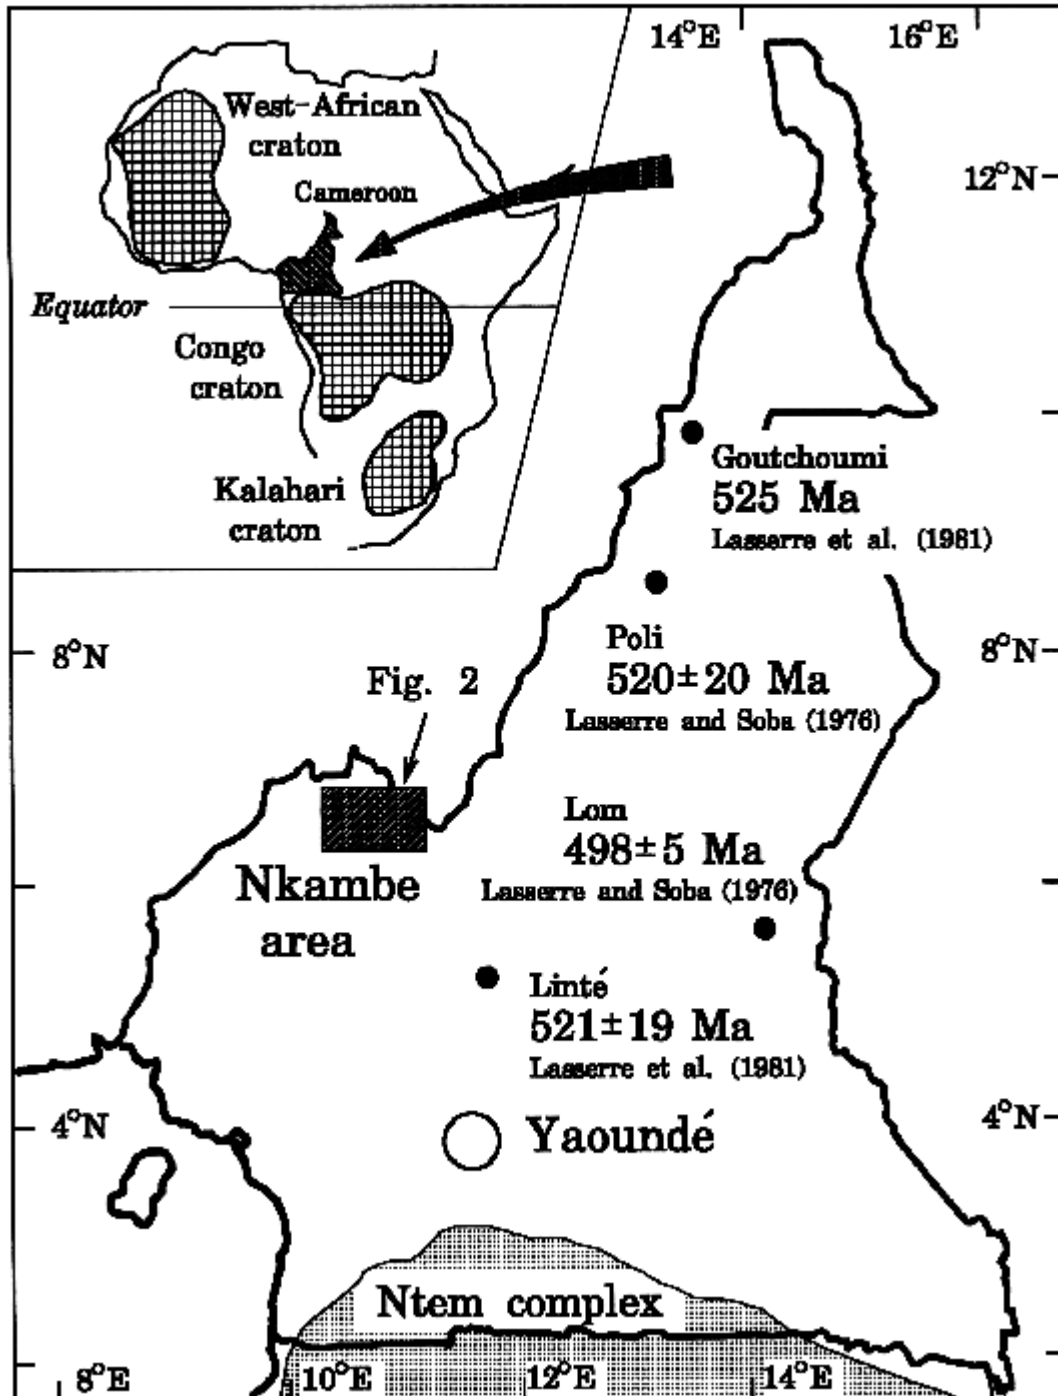 14°E 16°E
West-African
craton
12°N
Cameroon
Equator
Congo
craton
Goutchoumi
525 Ma
Kalahari
craton
Lasserre et al. (1981)
Poli
8°N
8°N
520±20 Ma
Fig. 2
Lasserre and Soba (1976)
Lom
498±5 Ma
Nkambe
area
Lasserre and Soba (1976)
Linté
521±19 Ma
Lasserre et al. (1981)
4°N
Yaoundé
4°N
Ntem complex
8°E 10°E 12°E 14°E